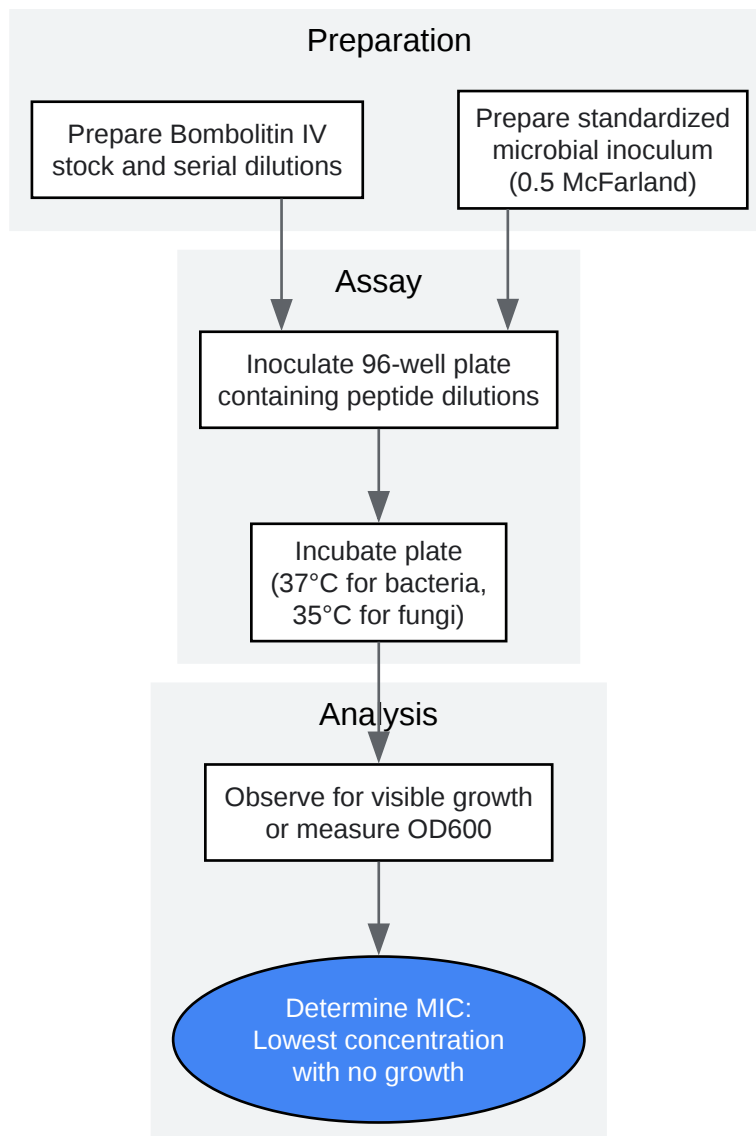 Preparation
Prepare Bombolitin IV
stock and serial dilutions
Prepare standardized
microbial inoculum
(0.5 McFarland)
Assay
Inoculate 96-well plate
containing peptide dilutions
Incubate plate
(37°C for bacteria,
35°C for fungi)
Analysis
Observe for visible growth
or measure OD600
Determine MIC:
Lowest concentration
with no growth